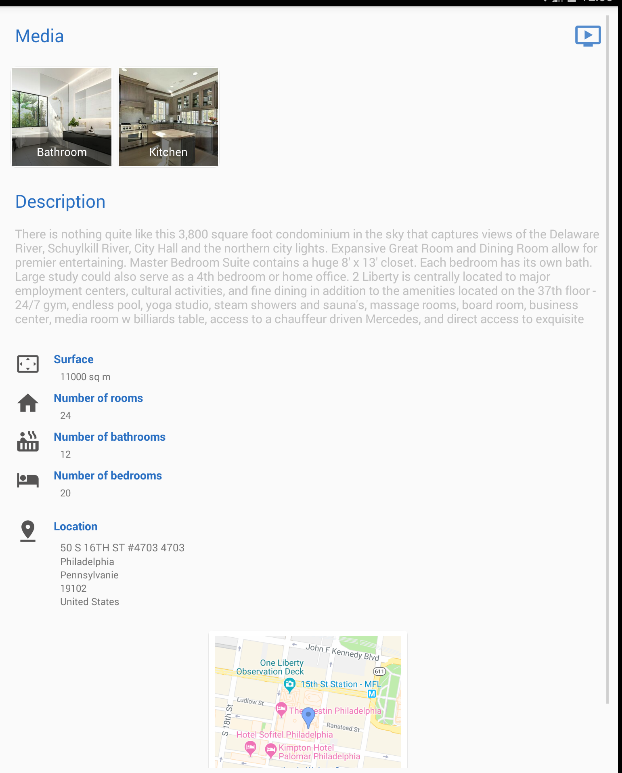 Media
Bathroom
Kitchen
Description
There is nothing quite like this 3,800 square foot condominium in the sky that captures views of the Delaware
River, Schuylkill River, City Hall and the northern city lights. Expansive Great Room and Dining Room allow for
premier entertaining. Master Bedroom Suite contains a huge 8' x 13' closet. Each bedroom has its own bath.
Large study could also serve as a 4th bedroom or home office. 2 Liberty is centrally located to major
employment centers, cultural activities, and fine dining in addition to the amenities located on the 37th floor -
24/7 gym, endless pool, yoga studio, steam showers and sauna's, massage rooms, board room, business
center, media room w billiards table, access to a chauffeur driven Mercedes, and direct access to exquisite
Surface
11000 sq m
Number of rooms
24
Number of bathrooms
12
Number of bedrooms
20
Location
50 S 16TH ST #4703 4703
Philadelphia
Pennsylvanie
19102
United States
John F Kennedy Blvd
One Liberty
Observation Deck
611
15th St Station - MFL
M
Ludlow St
The Westin Philadelphia
S 18th St
Ranstead St
Hotel Sofitel Philadelphia
Kimpton Hotel
Palomar Philadelphia